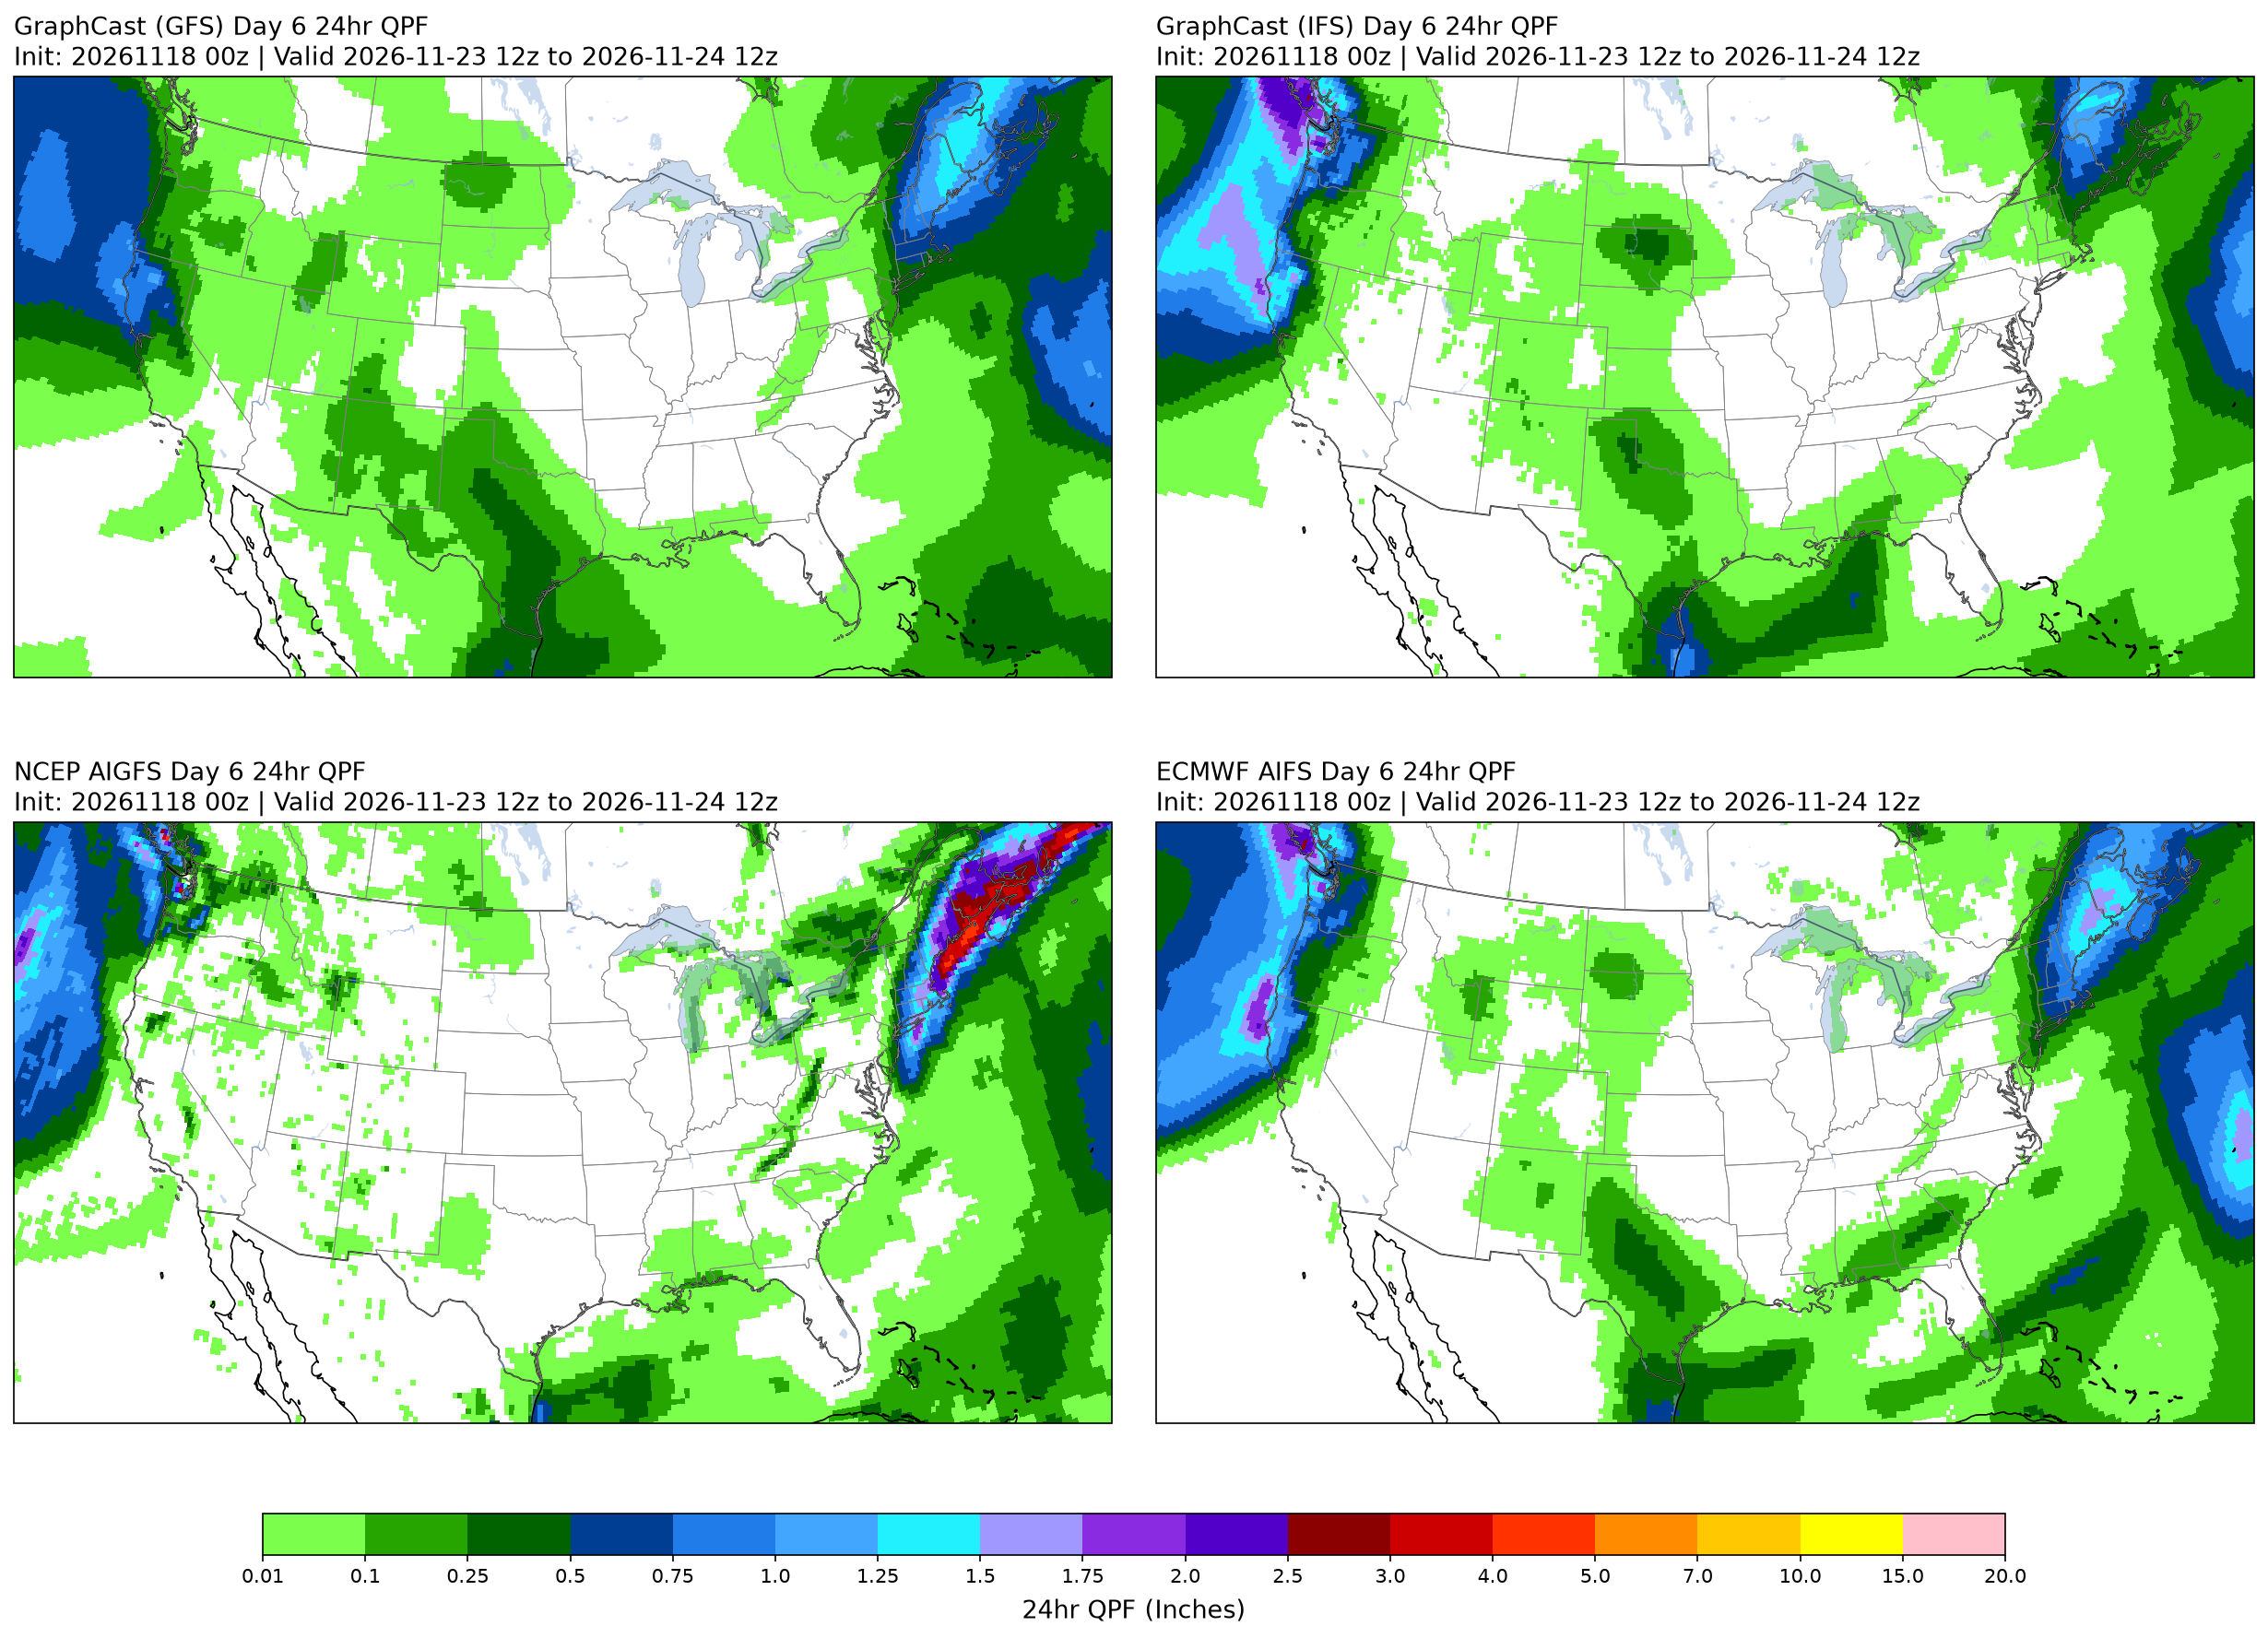 GraphCast (GFS) Day 6 24hr QPF
Init: 20261118 00z | Valid 2026-11-23 12z to 2026-11-24 12z
GraphCast (IFS) Day 6 24hr QPF
Init: 20261118 00z | Valid 2026-11-23 12z to 2026-11-24 12z
NCEP AIGFS Day 6 24hr QPF
Init: 20261118 00z | Valid 2026-11-23 12z to 2026-11-24 12z
ECMWF AIFS Day 6 24hr QPF
Init: 20261118 00z | Valid 2026-11-23 12z to 2026-11-24 12z
0.01 0.1 0.25 0.5 0.75 1.0 1.25 1.5 1.75 2.0 2.5 3.0 4.0 5.0 7.0 10.0 15.0 20.0
24hr QPF (Inches)